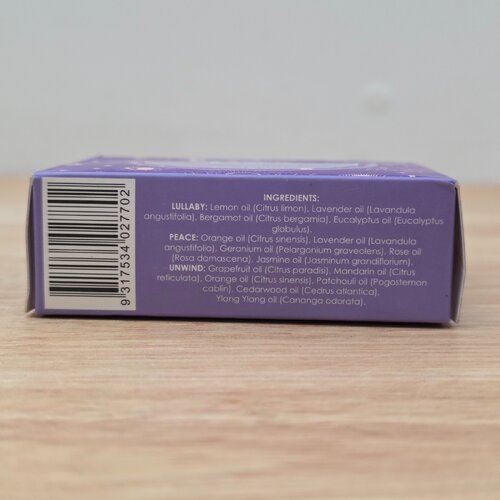 INGREDIENTS:
LULLABY: Lemon oil (Citrus limon), Lavender oil (Lavandula
angustifolia), Bergamot oil (Citrus bergamia), Eucalyptus oil (Eucalyptus
globulus).
PEACE: Orange oil (Citrus sinensis), Lavender oil (Lavandula
angustifolia), Geranium oil (Pelargonium graveolens), Rose oil
(Rosa damascena), Jasmine oil (Jasminum grandiflorum).
UNWIND: Grapefruit oil (Citrus paradis), Mandarin oil (Citrus
reticulata), Orange oil (Citrus sinensis), Patchouli oil (Pogostemon
cablin), Cedarwood oil (Cedrus atlantica),
Ylang Ylang oil (Cananga odorata).
9 317534 027702